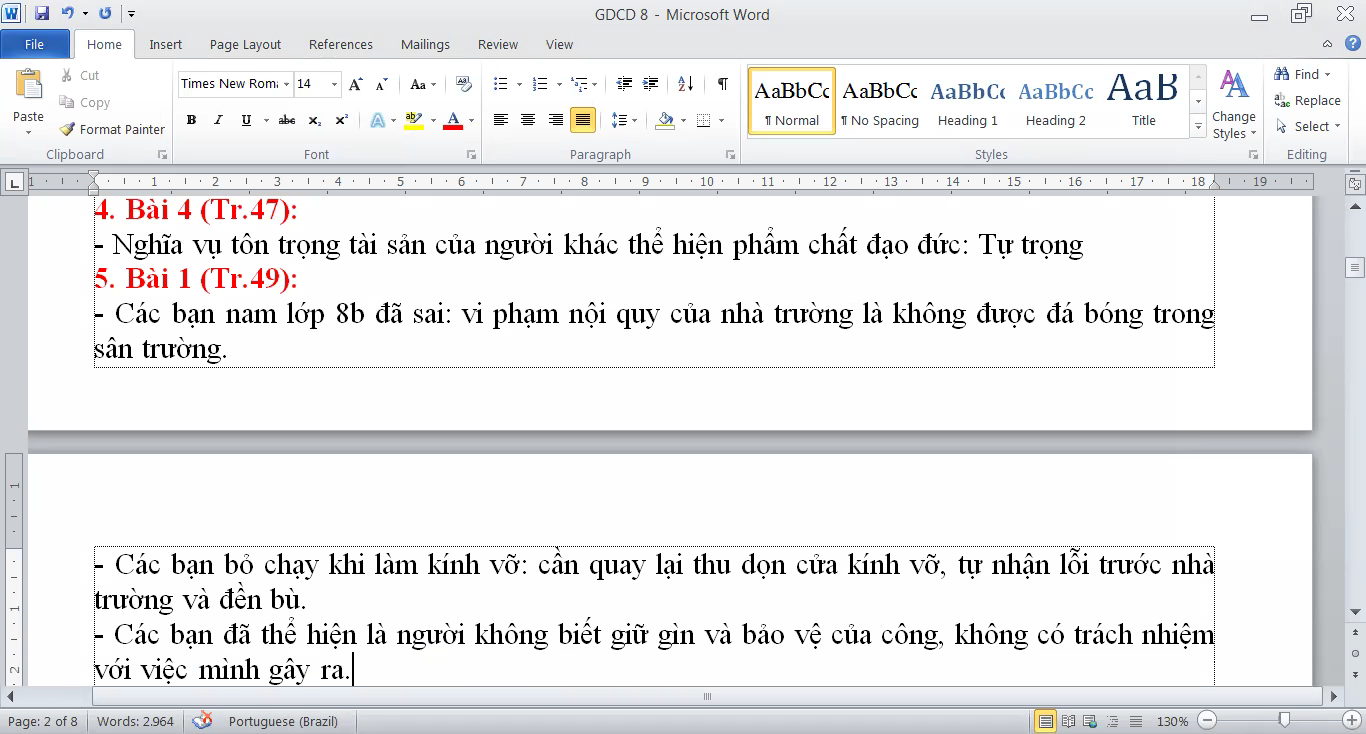 GDCD 8 - Microsoft Word
File Home Insert Page Layout References Mailings Review View
Paste
Cut
Copy
Format Painter
Clipboard
Times New Roma 14
B I U abc x₂ x²
Font
Paragraph
AaBbCc AaBbCc AaBbCc AaBbCc AaB
¶ Normal ¶ No Spacing Heading 1 Heading 2 Title
Styles
Change Styles
Find
Replace
Select
Editing
1 1 2 3 4 5 6 7 8 9 10 11 12 13 14 15 16 17 18 19
4. Bài 4 (Tr.47):
- Nghĩa vụ tôn trọng tài sản của người khác thể hiện phẩm chất đạo đức: Tự trọng
5. Bài 1 (Tr.49):
- Các bạn nam lớp 8b đã sai: vi phạm nội quy của nhà trường là không được đá bóng trong
sân trường.
1 1 2
- Các bạn bỏ chạy khi làm kính vỡ: cần quay lại thu dọn cửa kính vỡ, tự nhận lỗi trước nhà
trường và đền bù.
- Các bạn đã thể hiện là người không biết giữ gìn và bảo vệ của công, không có trách nhiệm
với việc mình gây ra.
Page: 2 of 8 Words: 2.964 Portuguese (Brazil) 130%